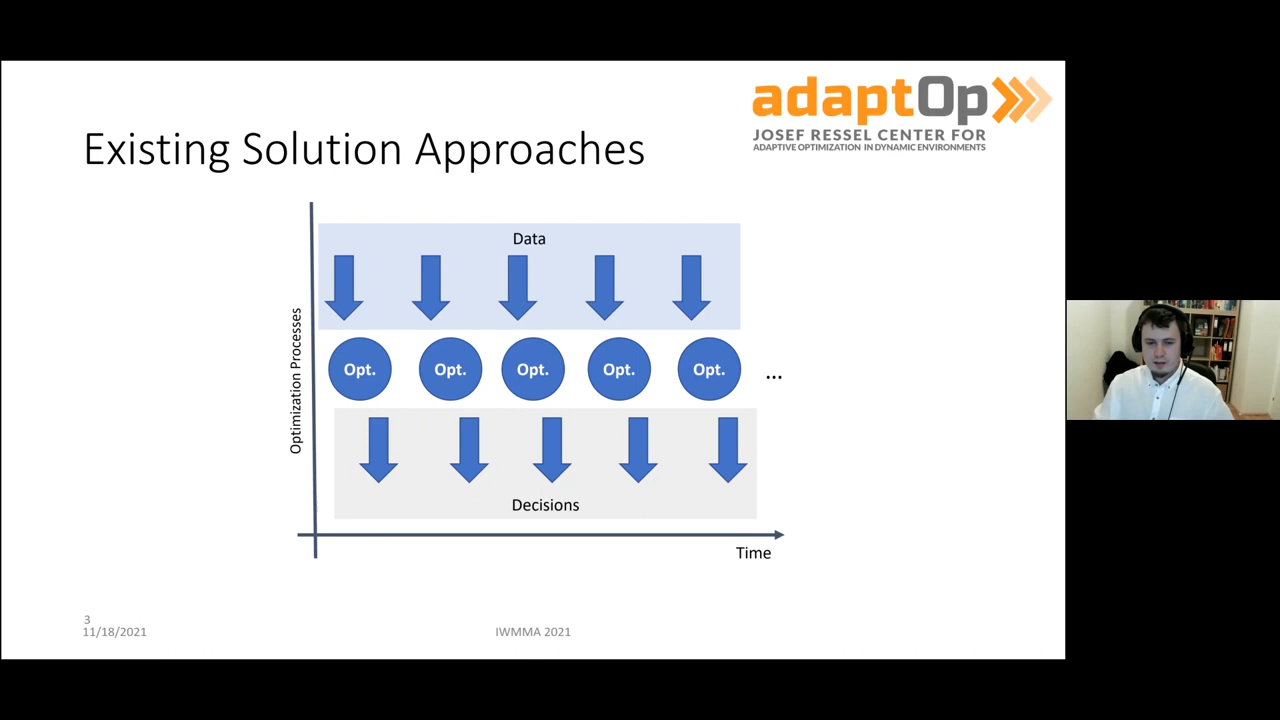 adaptOp
JOSEF RESSEL CENTER FOR
ADAPTIVE OPTIMIZATION IN DYNAMIC ENVIRONMENTS
Existing Solution Approaches
Data
Optimization Processes
Opt.
Opt.
Opt.
Opt.
Opt.
...
Decisions
Time
3
11/18/2021
IWMMA 2021